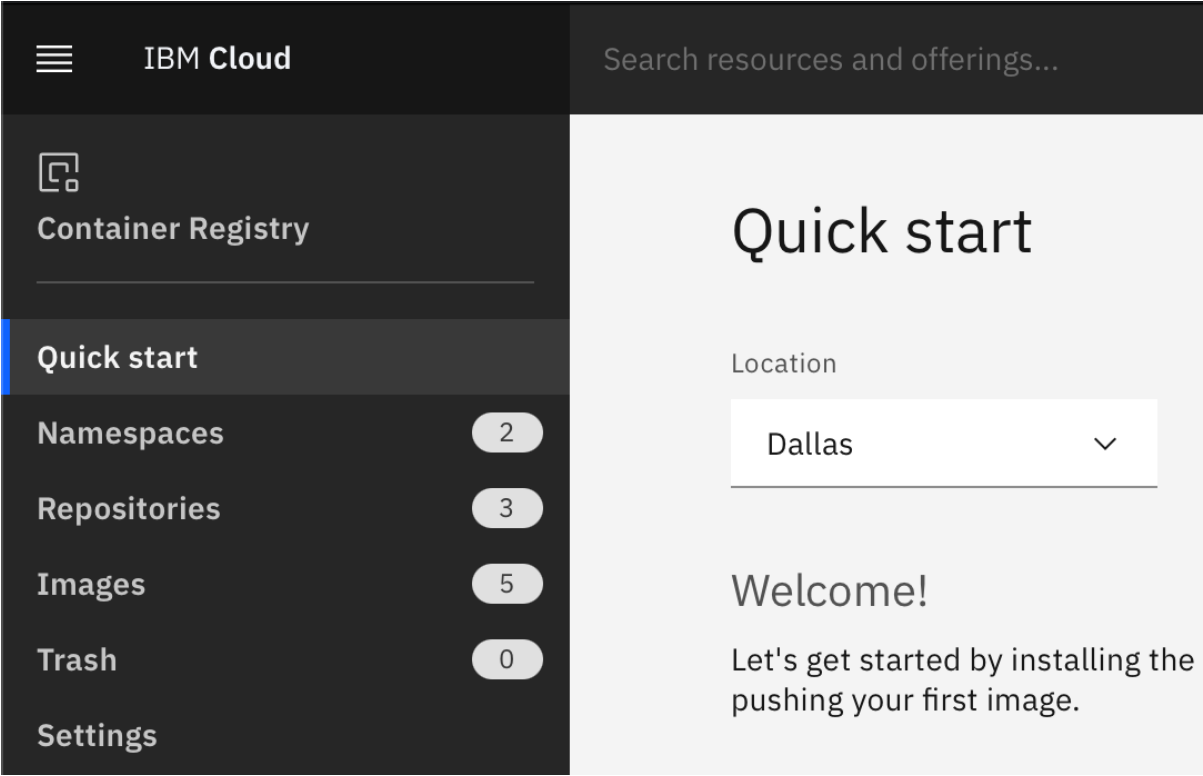 IBM Cloud
Search resources and offerings...
Container Registry
Quick start
Namespaces 2
Repositories 3
Images 5
Trash 0
Settings
Quick start
Location
Dallas
Welcome!
Let's get started by installing the
pushing your first image.